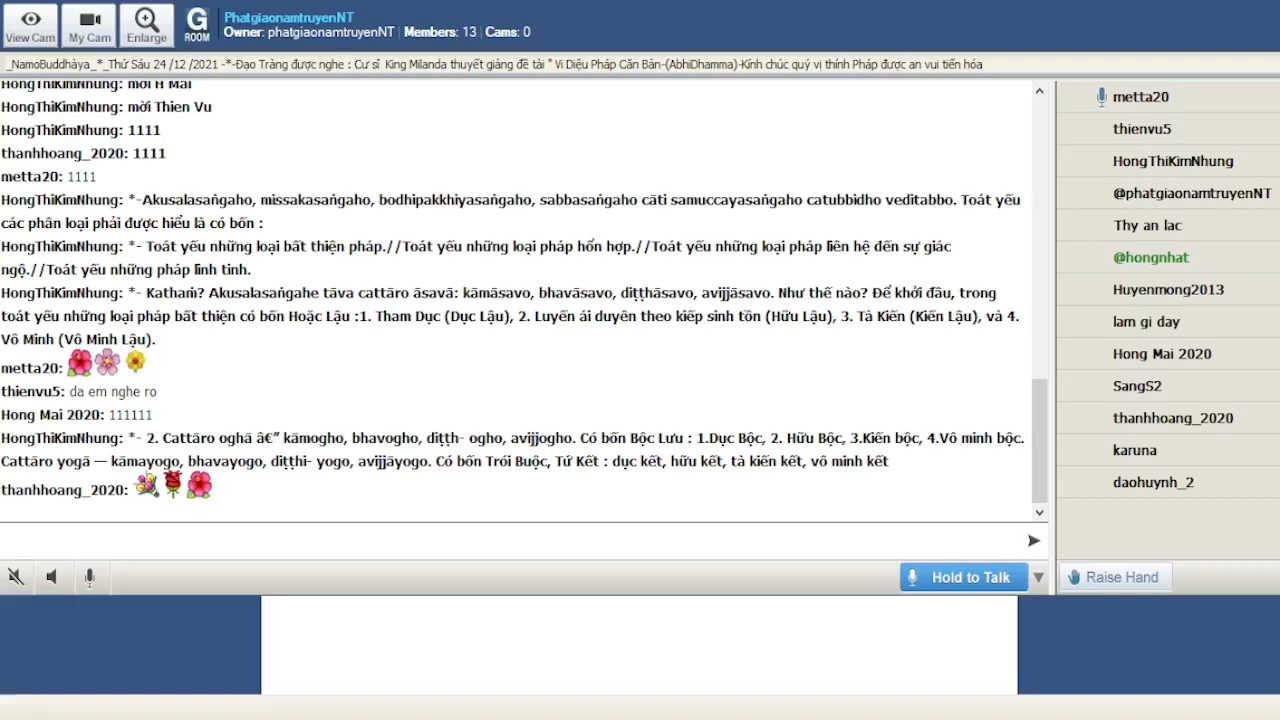 View Cam
My Cam
Enlarge
G
ROOM
PhatgiaonamtruyenNT
Owner: phatgiaonamtruyenNT | Members: 13 | Cams: 0
_NamoBuddhàya_*_Thứ Sáu 24 /12 /2021 -*-Đạo Tràng được nghe : Cư sĩ King Milanda thuyết giảng đề tài " Vi Diệu Pháp Căn Bản-(AbhiDhamma)-Kính chúc quý vị thính Pháp được an vui tiến hóa
HongThiKimNhung: mời H Mai
HongThiKimNhung: mời Thien Vu
HongThiKimNhung: 1111
thanhhoang_2020: 1111
metta20: 1111
HongThiKimNhung: *-Akusalasaṅgaho, missakasaṅgaho, bodhipakkhiyasaṅgaho, sabbasaṅgaho cāti samuccayasaṅgaho catubbidho veditabbo. Toát yếu
các phân loại phải được hiểu là có bốn :
HongThiKimNhung: *- Toát yếu những loại bất thiện pháp.//Toát yếu những loại pháp hổn hợp.//Toát yếu những loại pháp liên hệ đến sự giác
ngộ.//Toát yếu những pháp linh tinh.
HongThiKimNhung: *- Kathaṁ? Akusalasaṅgahe tāva cattāro āsavā: kāmāsavo, bhavāsavo, diṭṭhāsavo, avijjāsavo. Như thế nào? Để khởi đầu, trong
toát yếu những loại pháp bất thiện có bốn Hoặc Lậu :1. Tham Dục (Dục Lậu), 2. Luyến ái duyên theo kiếp sinh tồn (Hữu Lậu), 3. Tà Kiến (Kiến Lậu), và 4.
Vô Minh (Vô Minh Lậu).
metta20:
thienvu5: da em nghe ro
Hong Mai 2020: 111111
HongThiKimNhung: *- 2. Cattāro oghā â€” kāmogho, bhavogho, diṭṭh- ogho, avijjogho. Có bốn Bộc Lưu : 1.Dục Bộc, 2. Hữu Bộc, 3.Kiến bộc, 4.Vô minh bộc.
Cattāro yogā — kāmayogo, bhavayogo, diṭṭhi- yogo, avijjāyogo. Có bốn Trói Buộc, Tứ Kết : dục kết, hữu kết, tà kiến kết, vô minh kết
thanhhoang_2020:
Hold to Talk
metta20
thienvu5
HongThiKimNhung
@phatgiaonamtruyenNT
Thy an lac
@hongnhat
Huyenmong2013
lam gi day
Hong Mai 2020
SangS2
thanhhoang_2020
karuna
daohuynh_2
Raise Hand